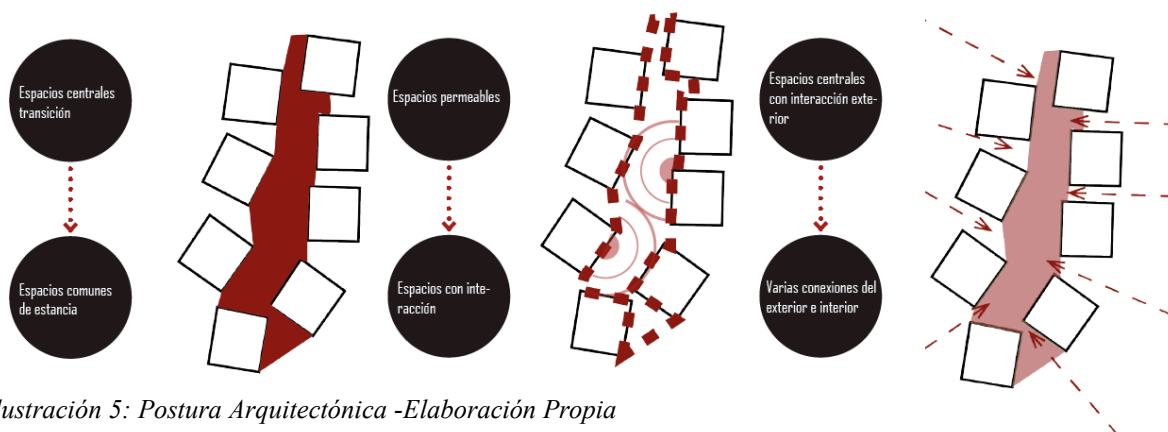 Espacios centrales
transición
Espacios permeables
Espacios centrales
con interacción exte-
rior
Espacios comunes
de estancia
Espacios con inte-
racción
Varias conexiones del
exterior e interior
lustración 5: Postura Arquitectónica -Elaboración Propia